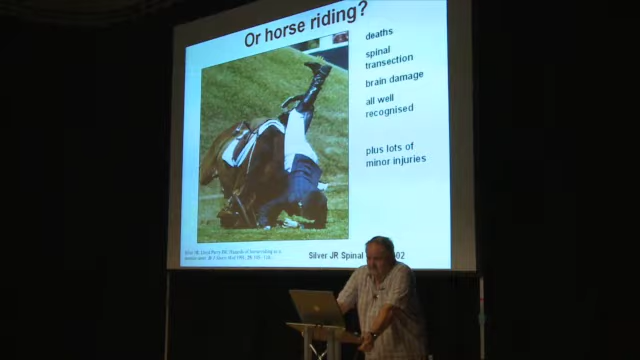 Or horse riding?
deaths
spinal
transection
brain damage
all well
recognised
plus lots of
minor injuries
Silver JR Spinal
02